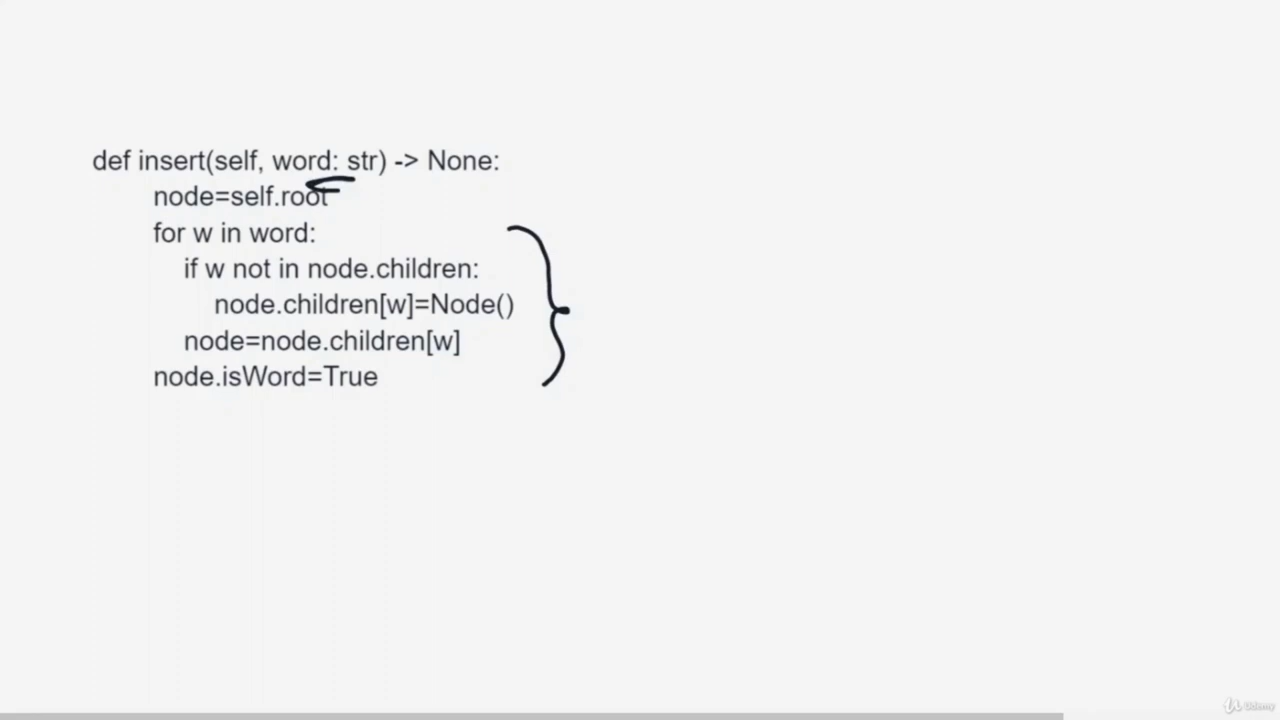 def insert(self, word: str) -> None:
node=self.root
for w in word:
if w not in node.children:
node.children[w]=Node()
node=node.children[w]
node.isWord=True
Udemy